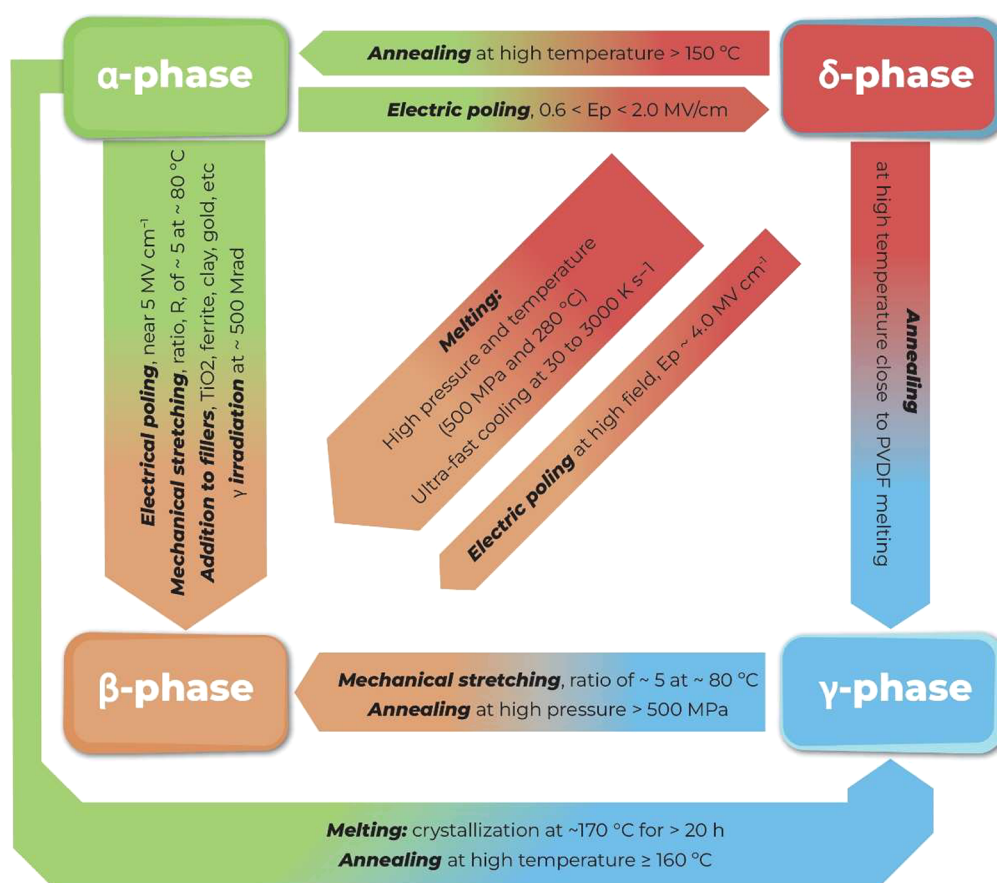 α-phase
Annealing at high temperature > 150 °C
δ-phase
Electric poling, 0.6 < Ep < 2.0 MV/cm
Electrical poling, near 5 MV cm⁻¹
Mechanical stretching, ratio, R, of ~ 5 at ~ 80 °C
Addition to fillers, TiO2, ferrite, clay, gold, etc
γ irradiation at ~ 500 Mrad
Melting:
High pressure and temperature
(500 MPa and 280 °C)
Ultra-fast cooling at 30 to 3000 K s−1
Electric poling at high field, Ep ~ 4.0 MV cm⁻¹
Annealing
at high temperature close to PVDF melting
β-phase
Mechanical stretching, ratio of ~ 5 at ~ 80 °C
Annealing at high pressure > 500 MPa
γ-phase
Melting: crystallization at ~170 °C for > 20 h
Annealing at high temperature ≥ 160 °C